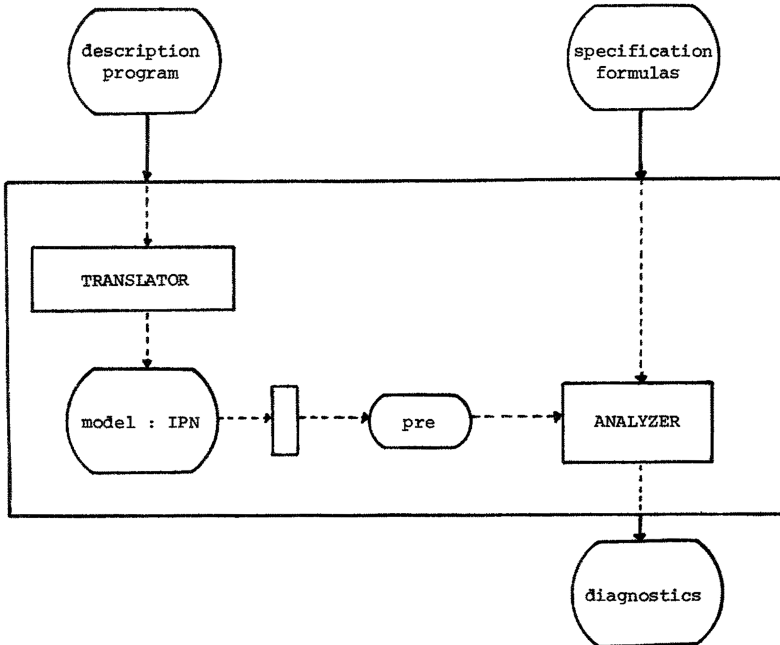 description
program
specification
formulas
TRANSLATOR
model : IPN
pre
ANALYZER
diagnostics